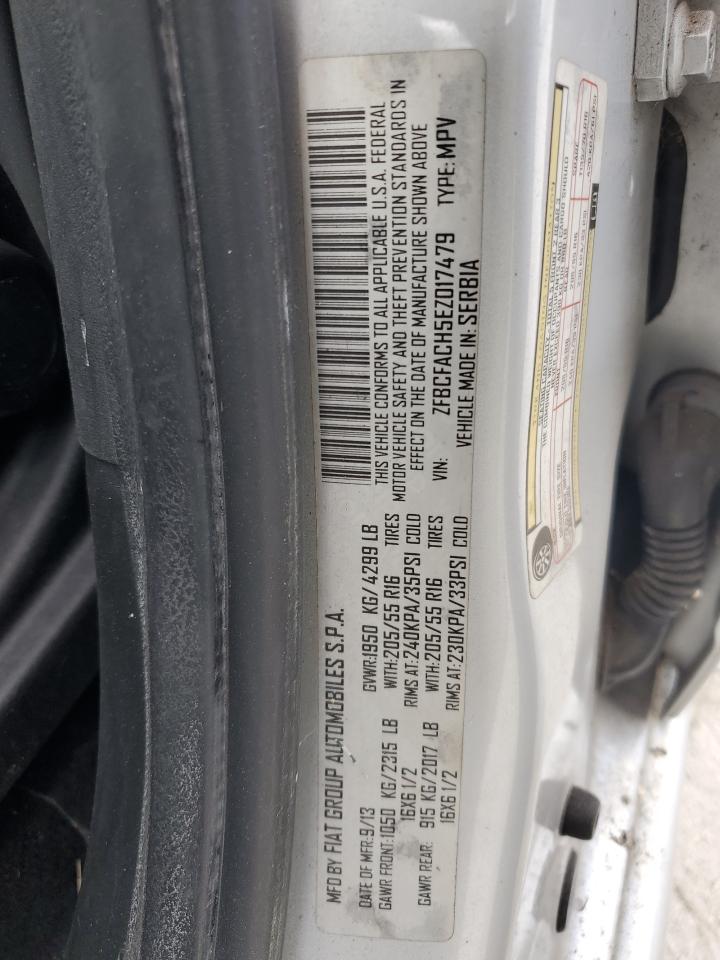 MFD BY FIAT GROUP AUTOMOBILES S.P.A.
DATE OF MFR:9/13 GVWR:1950 KG/4299 LB
GAWR FRONT:1050 KG/2315 LB WITH:205/55 R16 TIRES
16X6 1/2 RIMS AT:240KPA/35PSI COLD
GAWR REAR: 915 KG/2017 LB WITH:205/55 R16 TIRES
16X6 1/2 RIMS AT:230KPA/33PSI COLD
THIS VEHICLE CONFORMS TO ALL APPLICABLE U.S.A. FEDERAL
MOTOR VEHICLE SAFETY AND THEFT PREVENTION STANDARDS IN
EFFECT ON THE DATE OF MANUFACTURE SHOWN ABOVE
VIN: ZFBCFACH5EZ017479 TYPE:MPV
VEHICLE MADE IN:SERBIA
SPARE